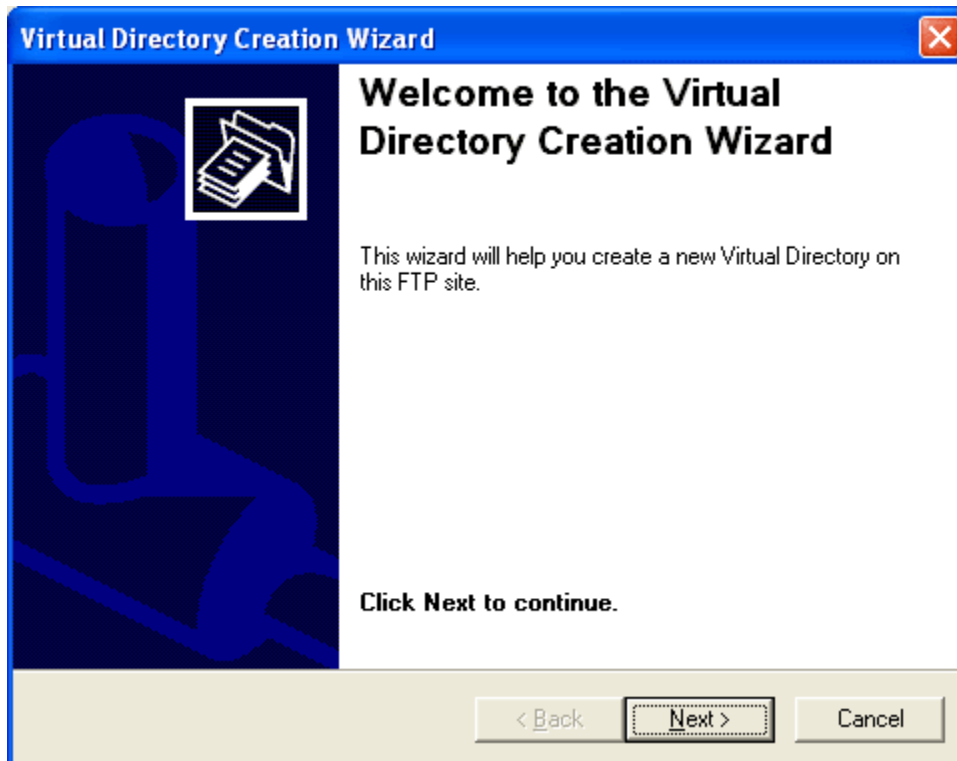 Virtual Directory Creation Wizard
Welcome to the Virtual
Directory Creation Wizard
This wizard will help you create a new Virtual Directory on
this FTP site.
Click Next to continue.
< Back Next > Cancel